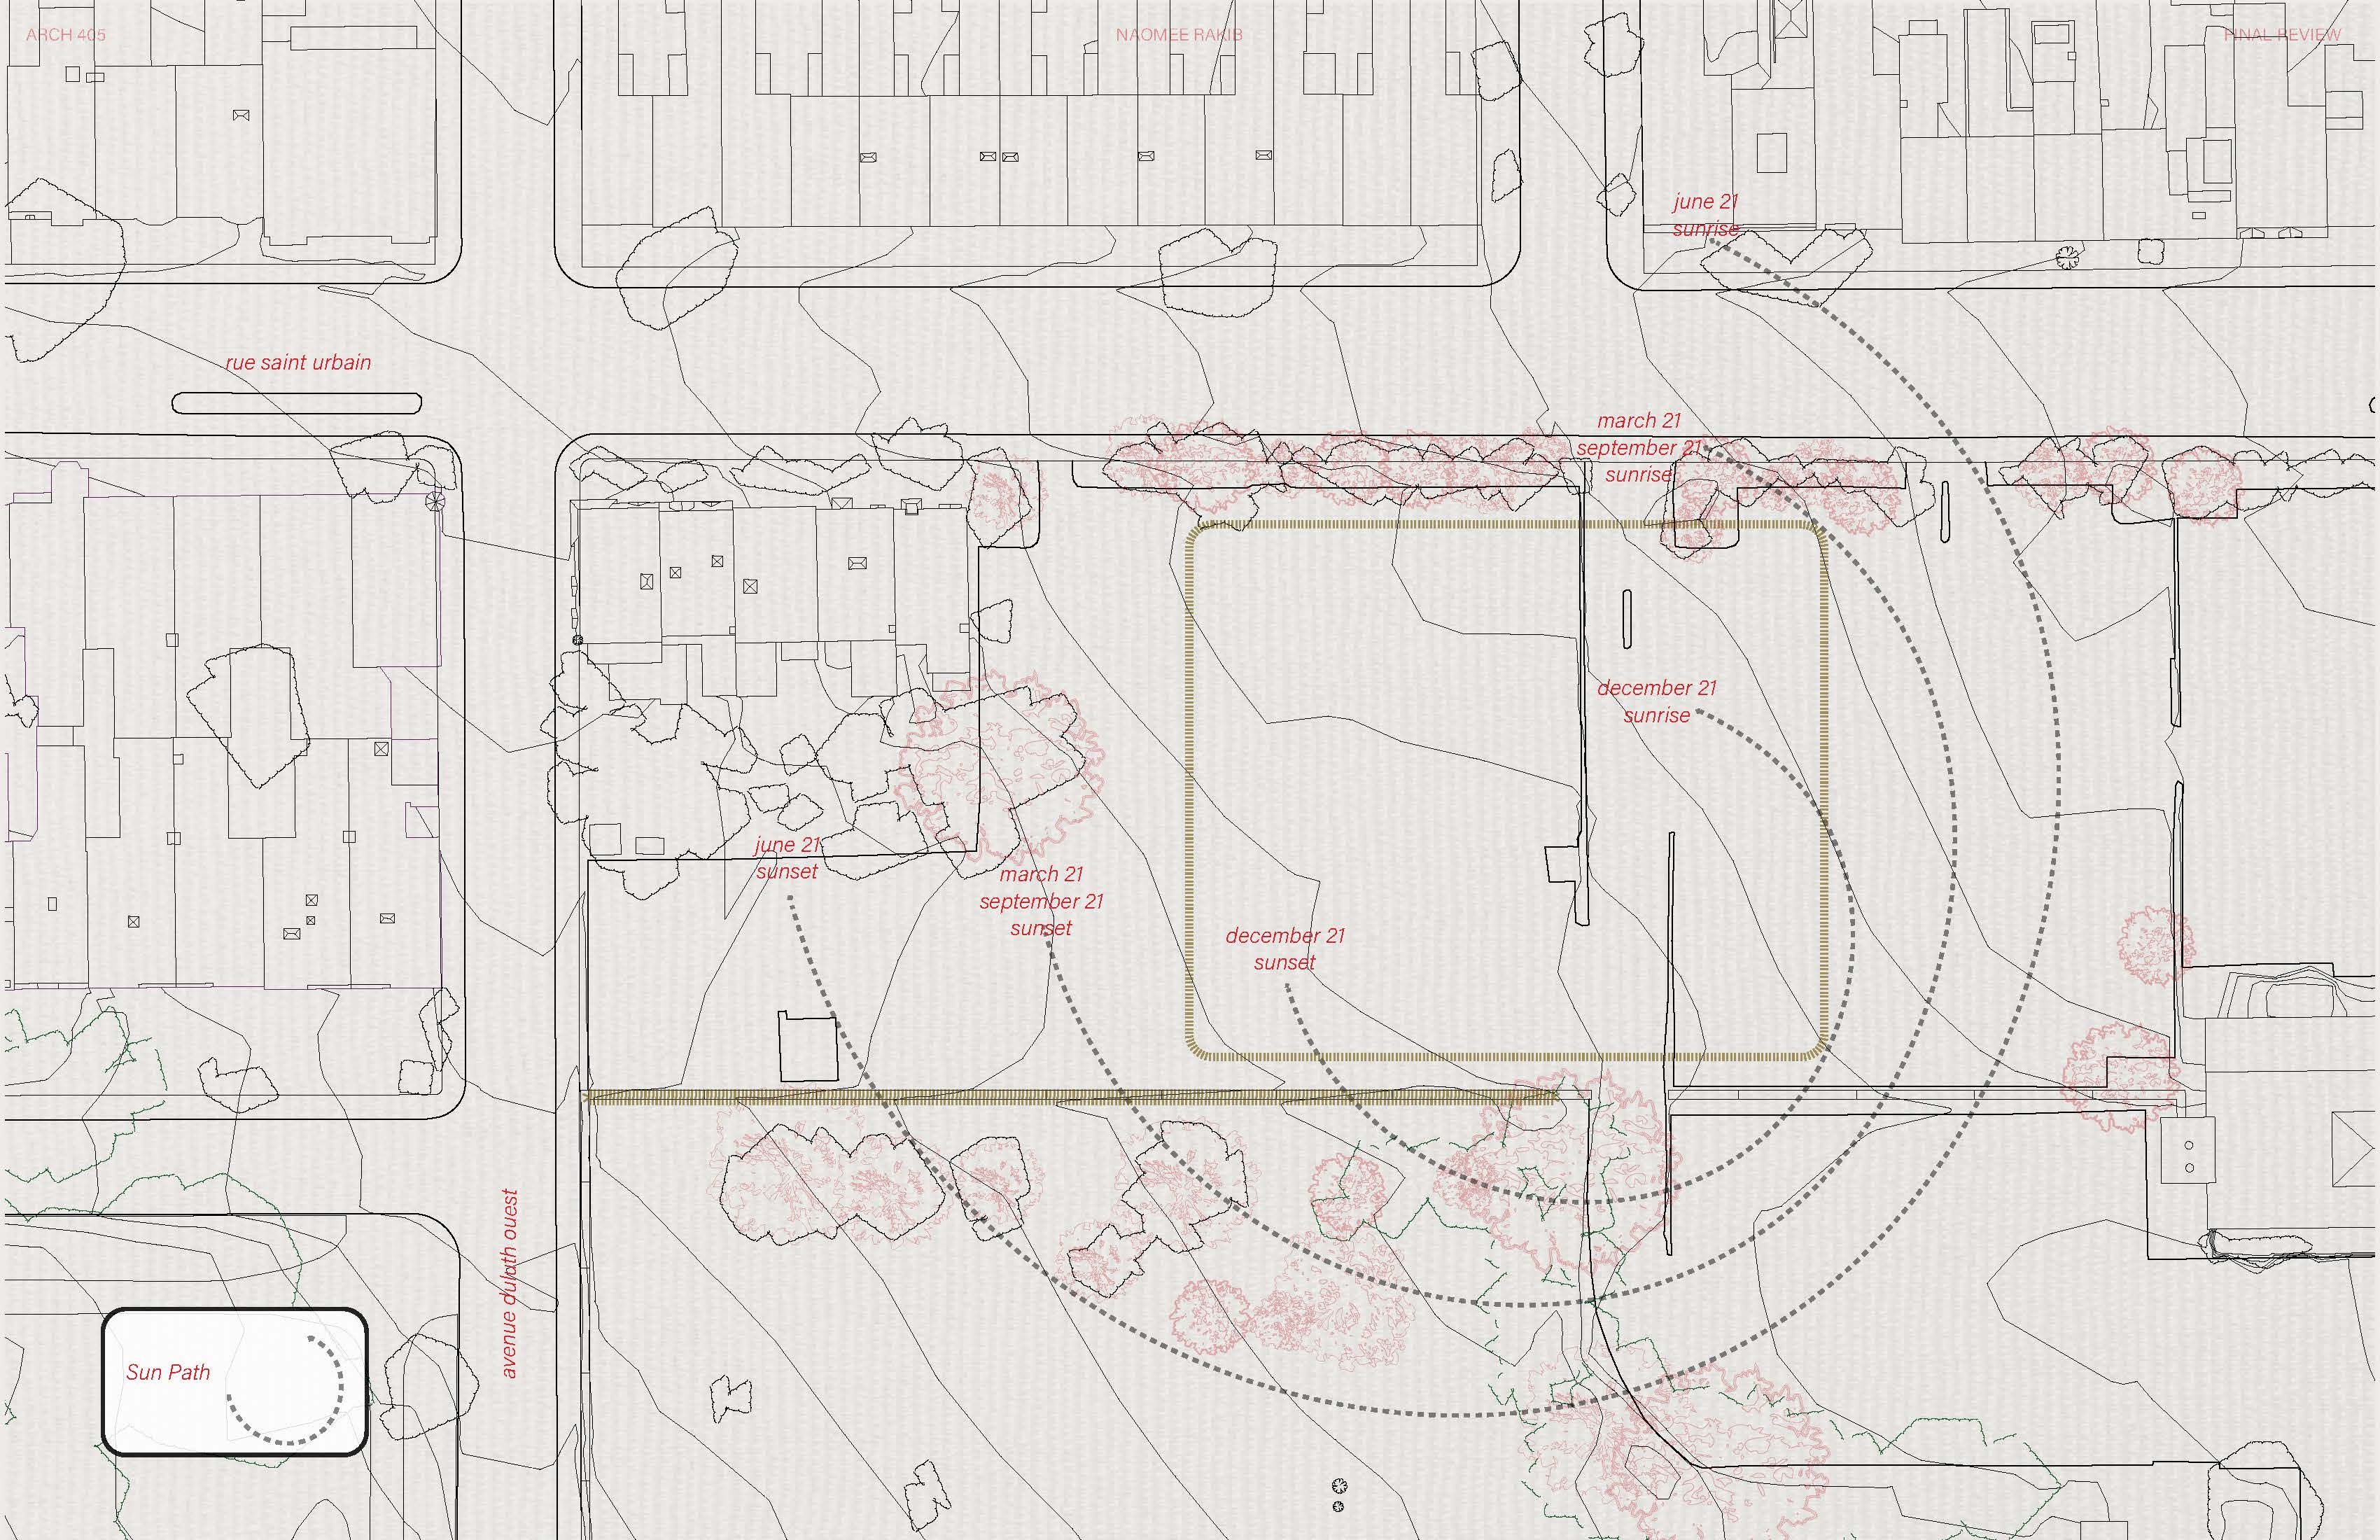 ARCH 405
NAOMEE RAKIB
FINAL REVIEW
june 21
sunrise
rue saint urbain
march 21
september 21
sunrise
december 21
sunrise
june 21
sunset
march 21
september 21
sunset
december 21
sunset
avenue duluth ouest
Sun Path